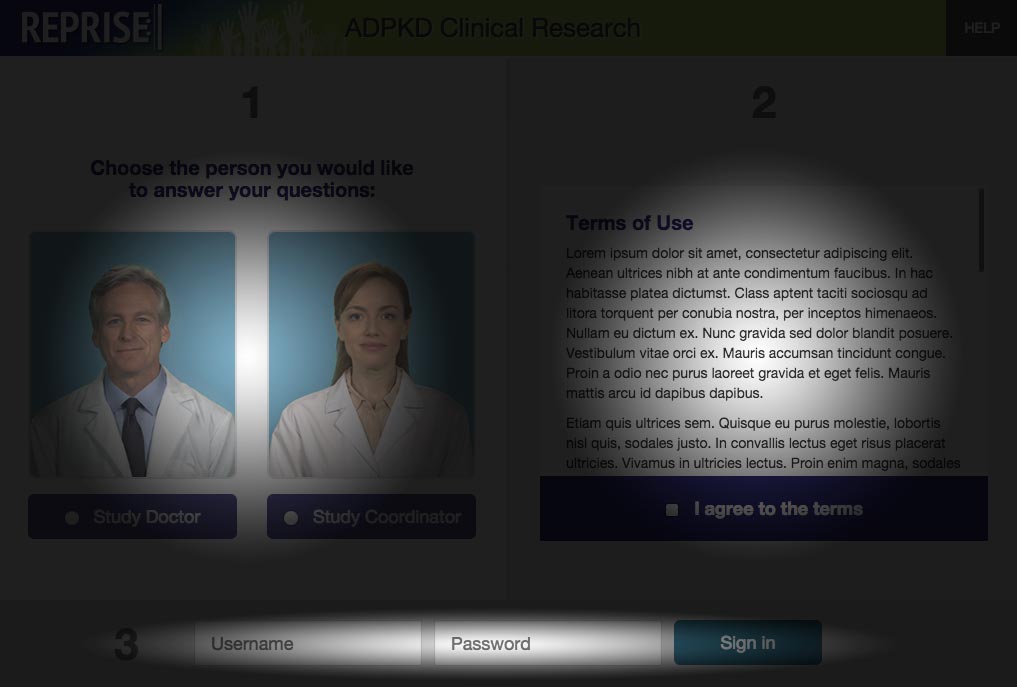 REPRISE
ADPKD Clinical Research
HELP
1
Choose the person you would like
to answer your questions:
Study Doctor
Study Coordinator
2
Terms of Use
Lorem ipsum dolor sit amet, consectetur adipiscing elit.
Aenean ultrices nibh at ante condimentum faucibus. In hac
habitasse platea dictumst. Class aptent taciti sociosqu ad
litora torquent per conubia nostra, per inceptos himenaeos.
Nullam eu dictum ex. Nunc gravida sed dolor blandit posuere.
Vestibulum vitae orci ex. Mauris accumsan tincidunt congue.
Proin a odio nec purus laoreet gravida et eget felis. Mauris
mattis arcu id dapibus dapibus.
Etiam quis ultrices sem. Quisque eu purus molestie, lobortis
nisl quis, sodales justo. In convallis lectus eget risus placerat
ultricies. Vivamus in ultricies lectus. Proin enim magna, sodales
I agree to the terms
3
Username
Password
Sign in